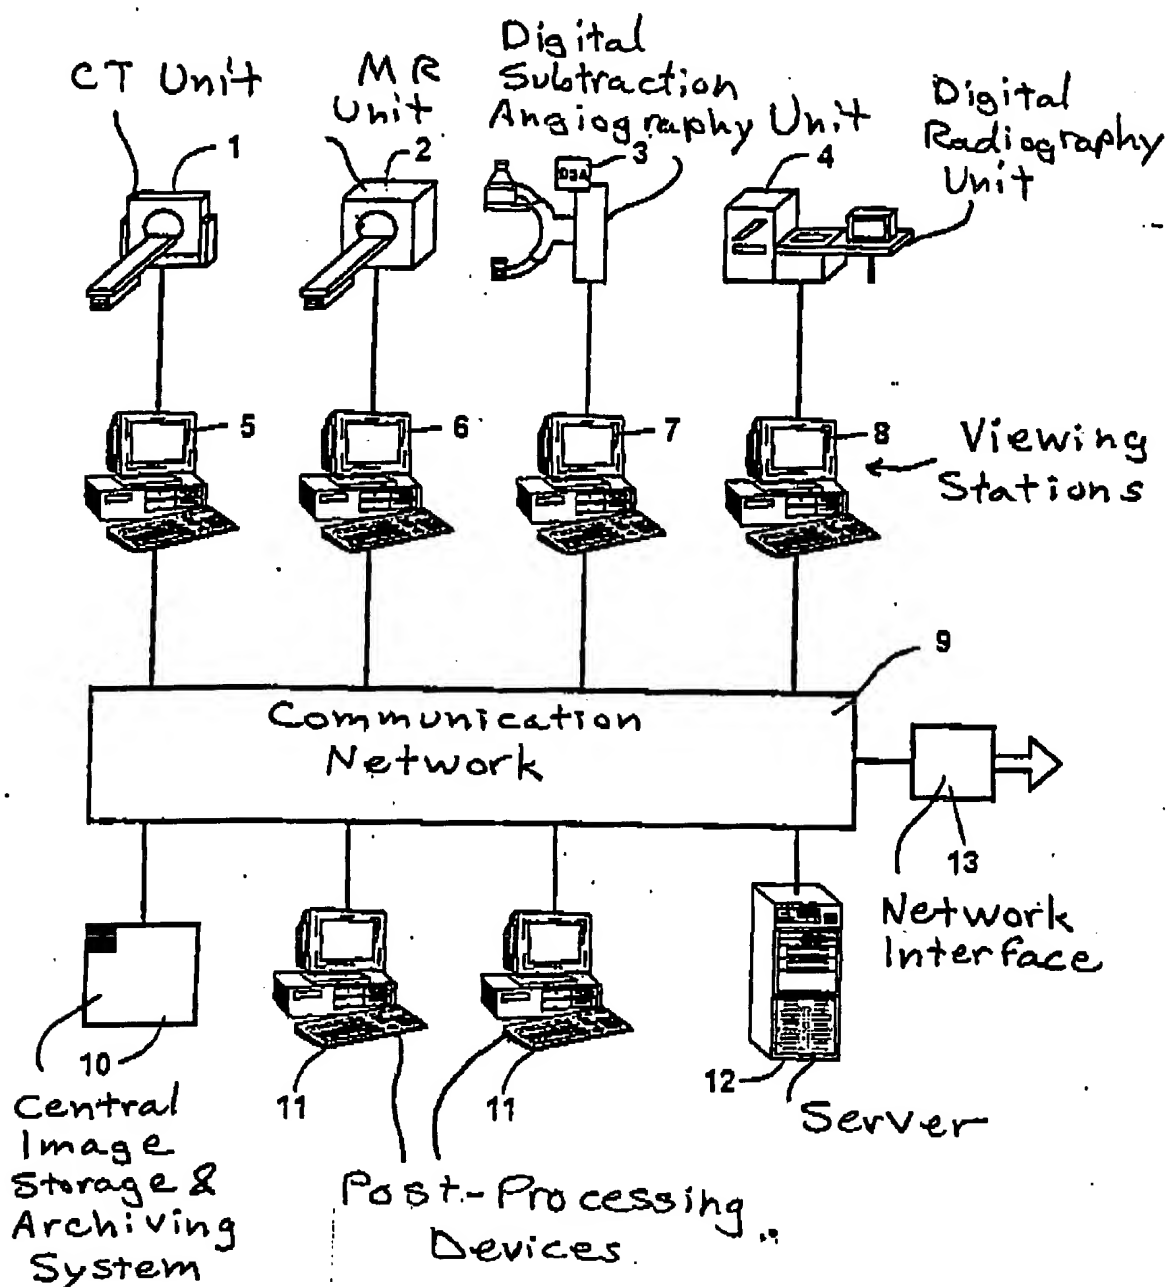 CT Unit
MR
Unit
Digital
Subtraction
Angiography Unit
Digital
Radiography
Unit
1
2
3
DSA
4
5
6
7
8
Viewing
Stations
9
Communication
Network
13
Network
Interface
10
Central
Image
Storage &
Archiving
System
11
11
Post-Processing
Devices
12
Server